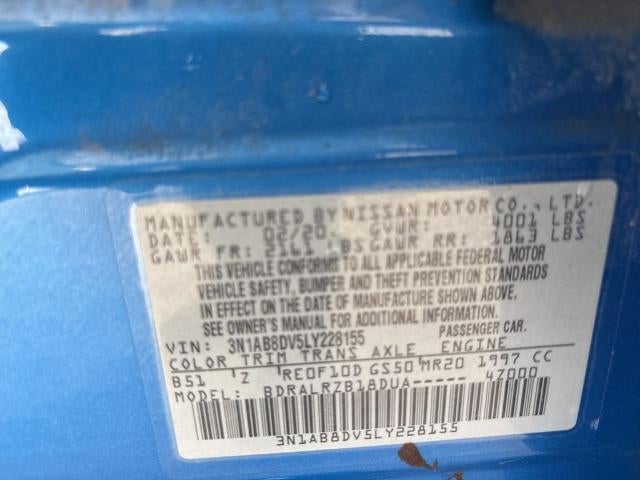 MANUFACTURED BY NISSAN MOTOR CO., LTD.
DATE: 02/20 GVWR: 4001 LBS
GAWR FR: 2161 LBS GAWR RR: 1863 LBS
THIS VEHICLE CONFORMS TO ALL APPLICABLE FEDERAL MOTOR
VEHICLE SAFETY, BUMPER AND THEFT PREVENTION STANDARDS
IN EFFECT ON THE DATE OF MANUFACTURE SHOWN ABOVE.
SEE OWNER'S MANUAL FOR ADDITIONAL INFORMATION.
VIN: 3N1AB8DV5LY228155 PASSENGER CAR.
COLOR TRIM TRANS AXLE ENGINE
B51 Z RE0F10D GS50 MR20 1997 CC
MODEL: BDRALRZB18DUA----- 4Z000
3N1AB8DV5LY228155